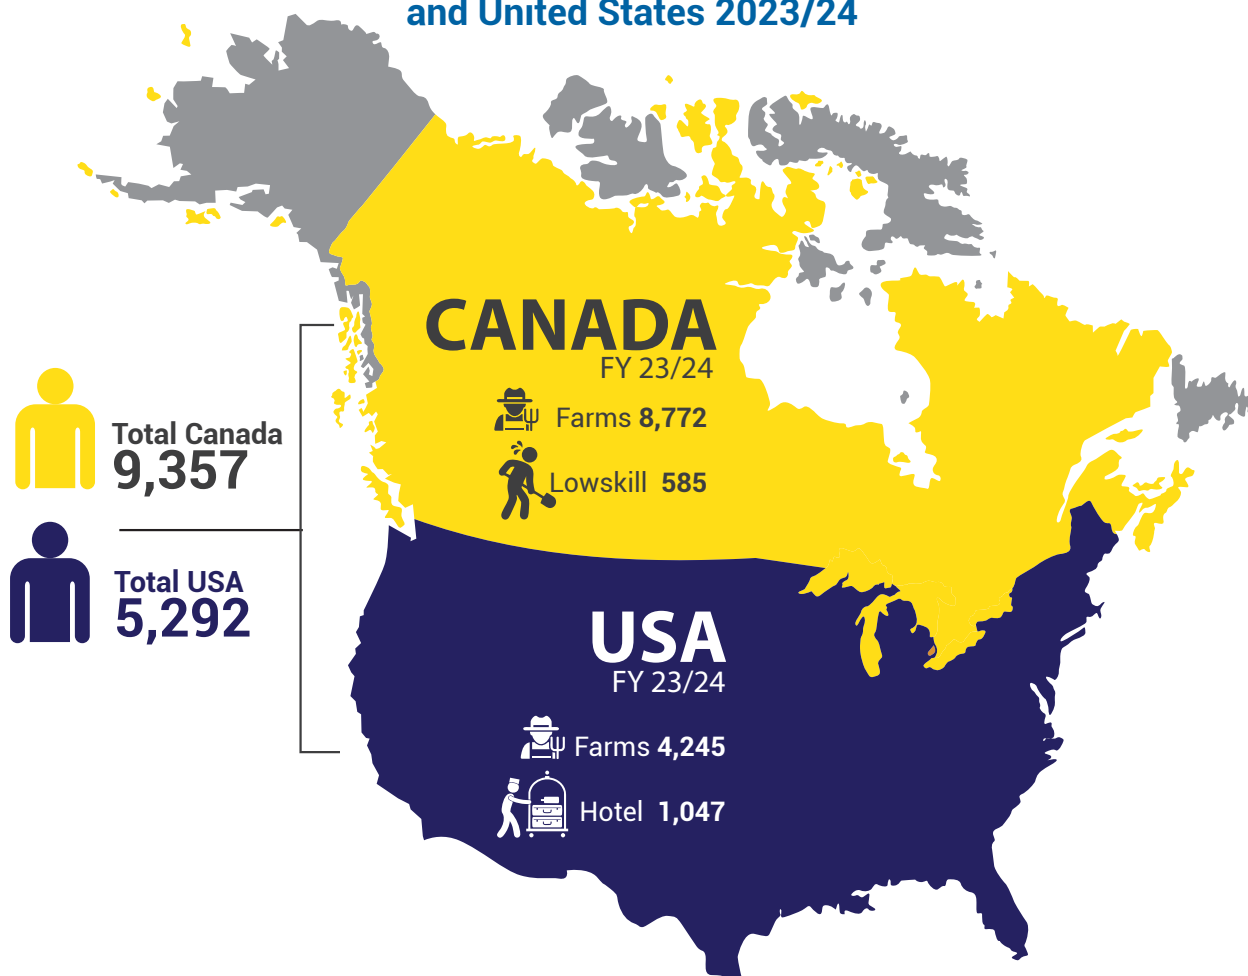 and United States 2023/24
CANADA
FY 23/24
Farms 8,772
Lowskill 585
Total Canada
9,357
Total USA
5,292
USA
FY 23/24
Farms 4,245
Hotel 1,047